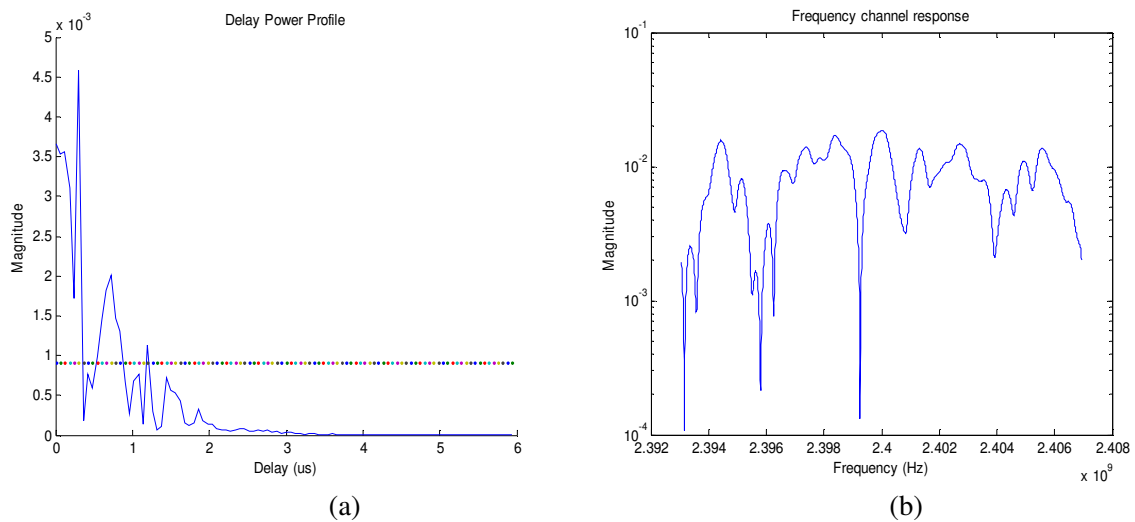 Delay Power Profile
x 10-3
5
4.5
4
3.5
3
2.5
2
1.5
1
0.5
0
Magnitude
0 1 2 3 4 5 6
Delay (us)
(a)
Frequency channel response
10-1
10-2
10-3
10-4
Magnitude
2.392 2.394 2.396 2.398 2.4 2.402 2.404 2.406 2.408
Frequency (Hz)
x 10^9
(b)